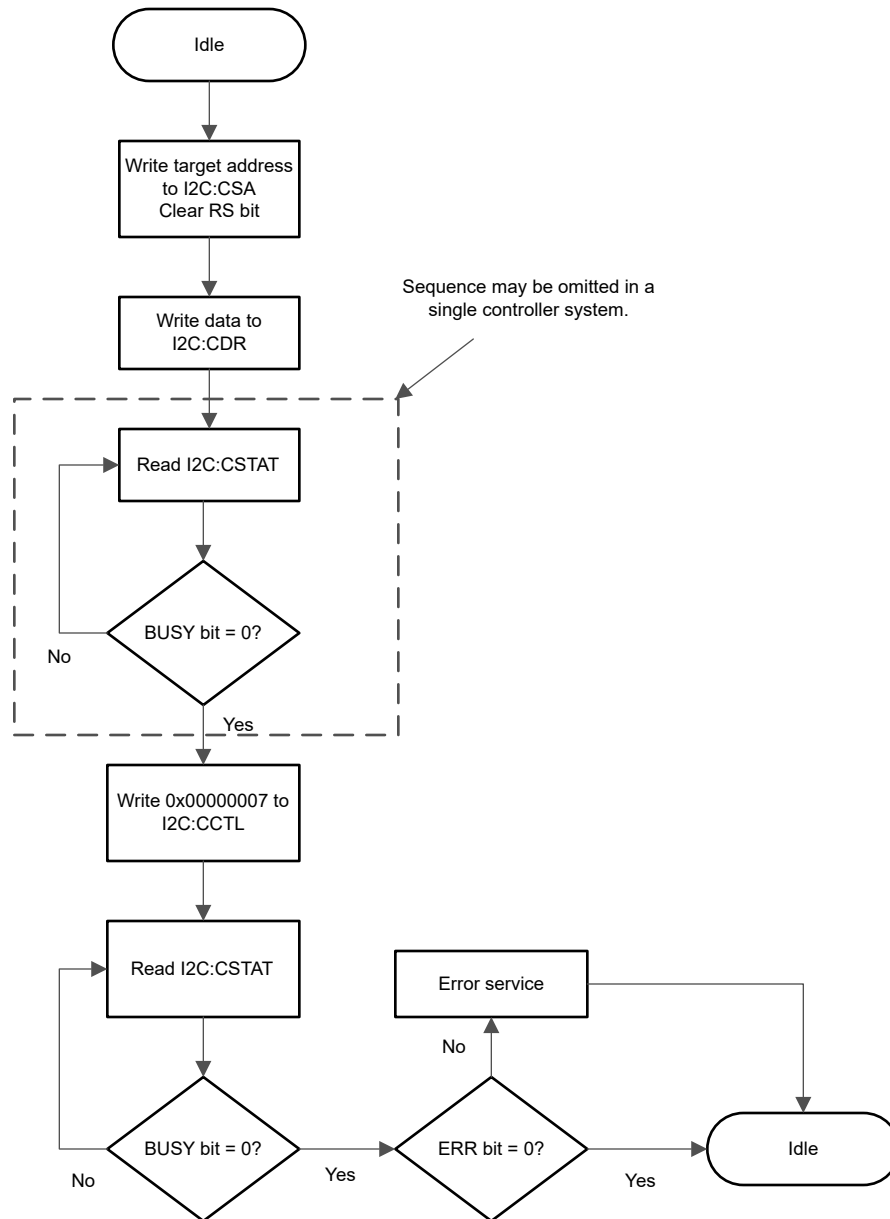 Idle
Write target address
to I2C:CSA
Clear RS bit
Write data to
I2C:CDR
Sequence may be omitted in a
single controller system.
Read I2C:CSTAT
BUSY bit = 0?
No
Yes
Write 0x00000007 to
I2C:CCTL
Read I2C:CSTAT
Error service
No
BUSY bit = 0?
ERR bit = 0?
Idle
No
Yes
Yes